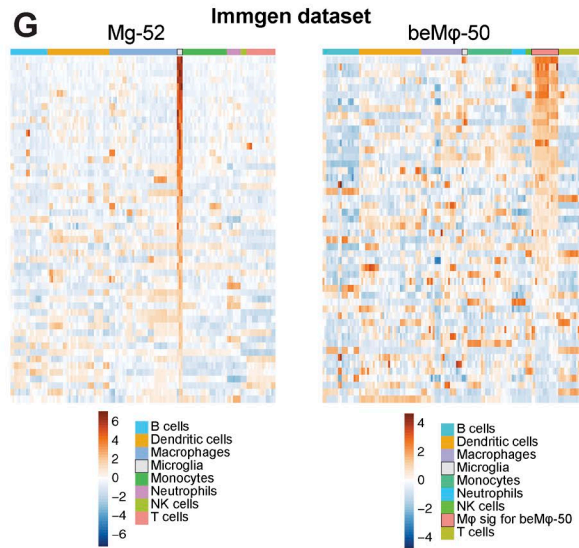 G
Immgen dataset
Mg-52
beMφ-50
6
4
2
0
−2
−4
−6
B cells
Dendritic cells
Macrophages
Microglia
Monocytes
Neutrophils
NK cells
T cells
4
2
0
−2
−4
B cells
Dendritic cells
Macrophages
Microglia
Monocytes
Neutrophils
NK cells
Mφ sig for beMφ-50
T cells